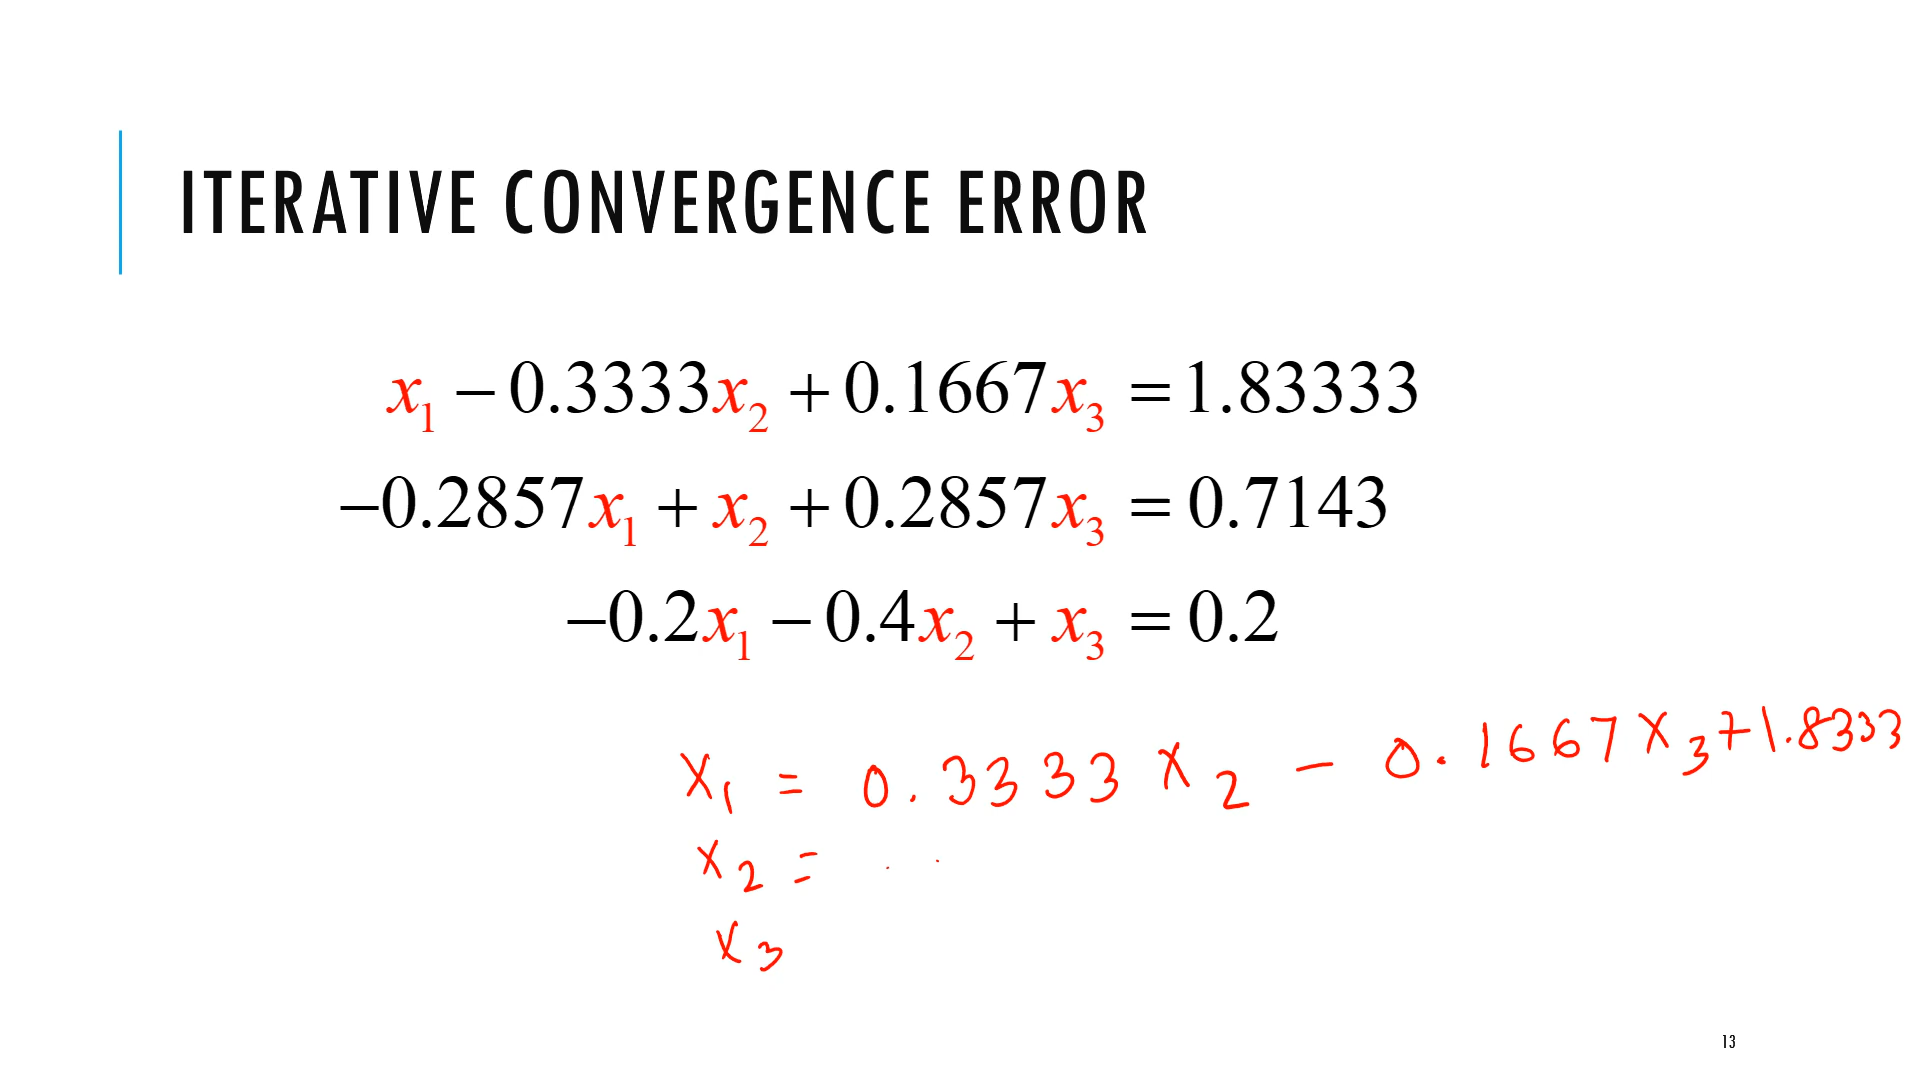 ITERATIVE CONVERGENCE ERROR
x₁ − 0.3333x₂ + 0.1667x₃ = 1.83333
−0.2857x₁ + x₂ + 0.2857x₃ = 0.7143
−0.2x₁ − 0.4x₂ + x₃ = 0.2
x₁ = 0.3333 x₂ − 0.1667 x₃ + 1.8333
x₂ = . .
x₃
13